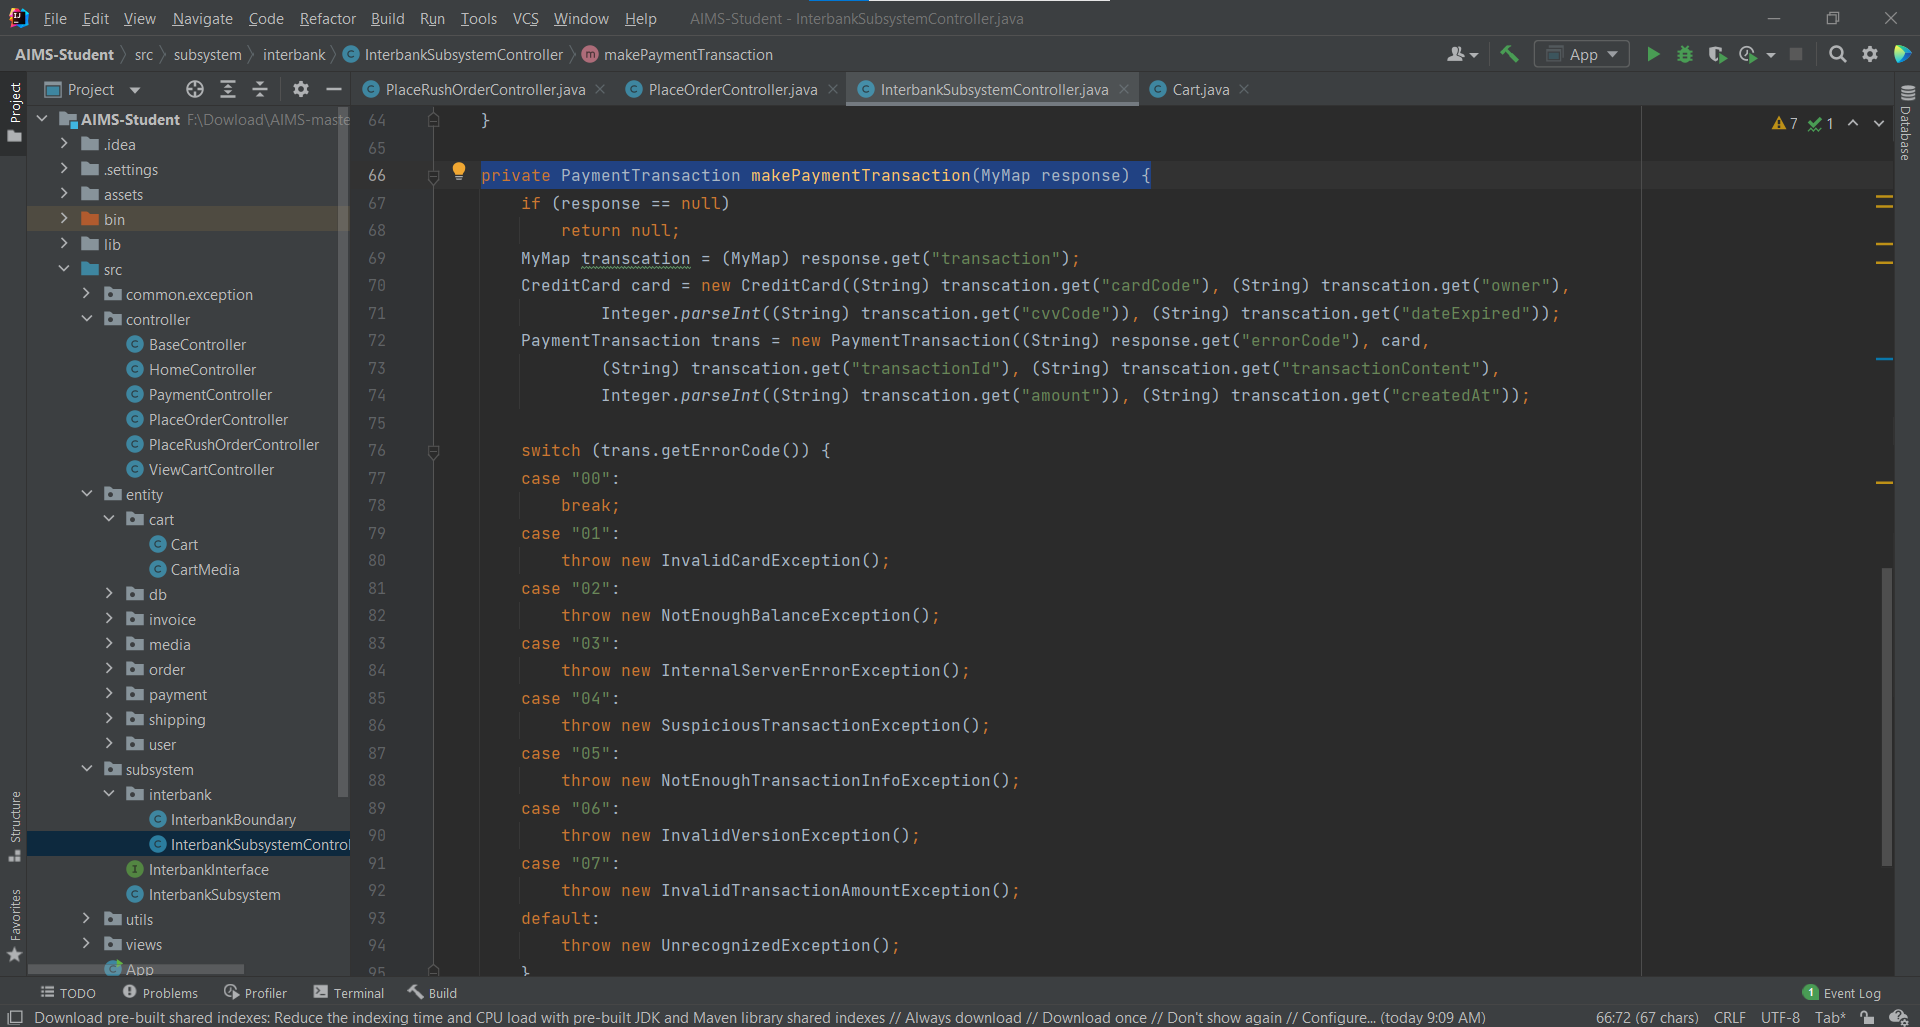 File Edit View Navigate Code Refactor Build Run Tools VCS Window Help AIMS-Student - InterbankSubsystemController.java
AIMS-Student src subsystem interbank InterbankSubsystemController makePaymentTransaction App
Project
Project
PlaceRushOrderController.java PlaceOrderController.java InterbankSubsystemController.java Cart.java
AIMS-Student F:\Dowload\AIMS-maste
.idea
.settings
assets
bin
lib
src
common.exception
controller
BaseController
HomeController
PaymentController
PlaceOrderController
PlaceRushOrderController
ViewCartController
entity
cart
Cart
CartMedia
db
invoice
media
order
payment
shipping
user
subsystem
interbank
InterbankBoundary
InterbankSubsystemControl
InterbankInterface
InterbankSubsystem
utils
views
App
Structure
Favorites
7 1
Database
64 }
65
66 private PaymentTransaction makePaymentTransaction(MyMap response) {
67 if (response == null)
68 return null;
69 MyMap transcation = (MyMap) response.get("transaction");
70 CreditCard card = new CreditCard((String) transcation.get("cardCode"), (String) transcation.get("owner"),
71 Integer.parseInt((String) transcation.get("cvvCode")), (String) transcation.get("dateExpired"));
72 PaymentTransaction trans = new PaymentTransaction((String) response.get("errorCode"), card,
73 (String) transcation.get("transactionId"), (String) transcation.get("transactionContent"),
74 Integer.parseInt((String) transcation.get("amount")), (String) transcation.get("createdAt"));
75
76 switch (trans.getErrorCode()) {
77 case "00":
78 break;
79 case "01":
80 throw new InvalidCardException();
81 case "02":
82 throw new NotEnoughBalanceException();
83 case "03":
84 throw new InternalServerErrorException();
85 case "04":
86 throw new SuspiciousTransactionException();
87 case "05":
88 throw new NotEnoughTransactionInfoException();
89 case "06":
90 throw new InvalidVersionException();
91 case "07":
92 throw new InvalidTransactionAmountException();
93 default:
94 throw new UnrecognizedException();
95 }
TODO Problems Profiler Terminal Build 1 Event Log
Download pre-built shared indexes: Reduce the indexing time and CPU load with pre-built JDK and Maven library shared indexes // Always download // Download once // Don't show again // Configure... (today 9:09 AM) 66:72 (67 chars) CRLF UTF-8 Tab*